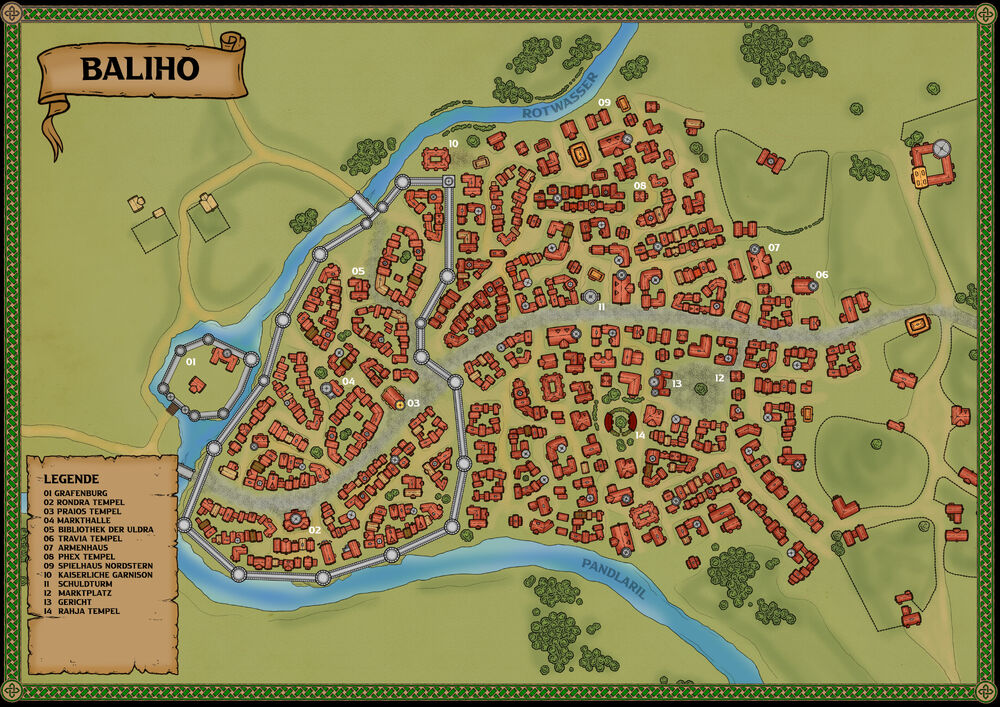 BALIHO
ROTWASSER
09
10
08
07
06
05
11
01
04
12
13
03
14
02
PANDLARIL
LEGENDE
01 GRAFENBURG
02 RONDRA TEMPEL
03 PRAIOS TEMPEL
04 MARKTHALLE
05 BIBLIOTHEK DER ULDRA
06 TRAVIA TEMPEL
07 ARMENHAUS
08 PHEX TEMPEL
09 SPIELHAUS NORDSTERN
10 KAISERLICHE GARNISON
11 SCHULDTURM
12 MARKTPLATZ
13 GERICHT
14 RAHJA TEMPEL